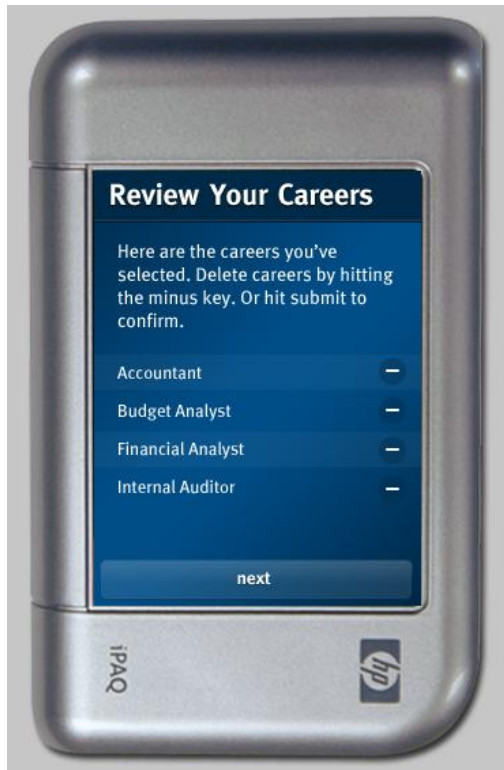 Review Your Careers
Here are the careers you've
selected. Delete careers by hitting
the minus key. Or hit submit to
confirm.
Accountant
Budget Analyst
Financial Analyst
Internal Auditor
next
iPAQ
hp